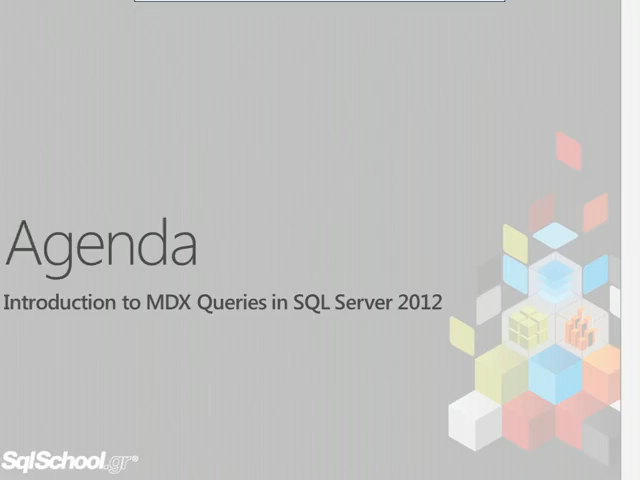 Agenda
Introduction to MDX Queries in SQL Server 2012
SqlSchool.gr®